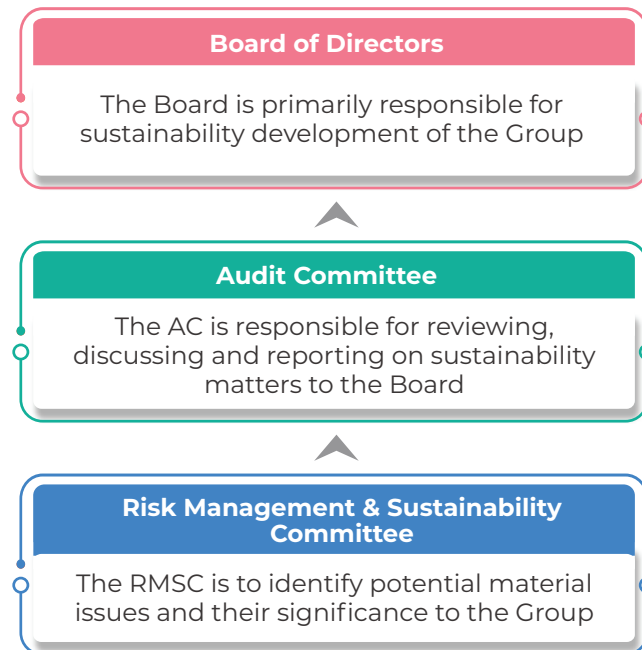 Board of Directors
The Board is primarily responsible for
sustainability development of the Group
Audit Committee
The AC is responsible for reviewing,
discussing and reporting on sustainability
matters to the Board
Risk Management & Sustainability
Committee
The RMSC is to identify potential material
issues and their significance to the Group